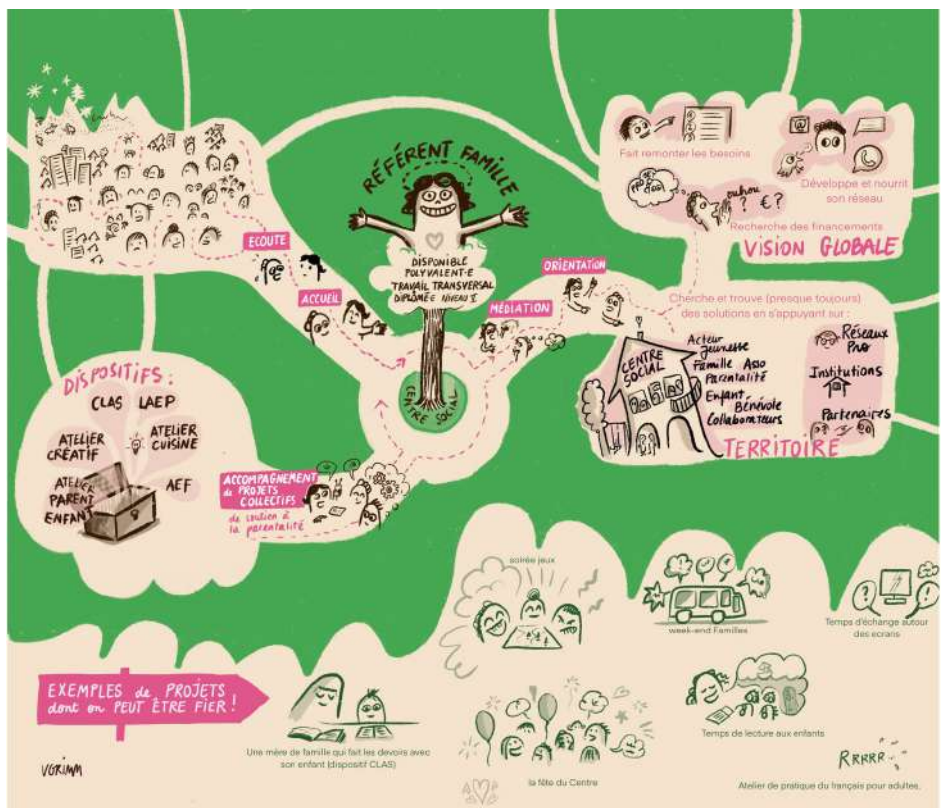 RÉFÉRENT FAMILLE
DISPONIBLE
POLYVALENT·E
TRAVAIL TRANSVERSAL
DIPLÔMÉE NIVEAU V
CENTRE SOCIAL
ECOUTE
ACCUEIL
MÉDIATION
ORIENTATION
Fait remonter les besoins
Développe et nourrit
son réseau
ouhou
? €?
Recherche des financements
VISION GLOBALE
Cherche et trouve (presque toujours)
des solutions en s'appuyant sur :
CENTRE
SOCIAL
Acteur
Jeunesse
Famille Asso
Parentalité
Enfant
Bénévole
Collaborateurs
Réseaux
Pro
Institutions
Partenaires
TERRITOIRE
DISPOSITIFS :
CLAS LAEP
ATELIER
CRÉATIF
ATELIER
CUISINE
ATELIER
PARENT
ENFANT
AEF
ACCOMPAGNEMENT
de PROJETS
COLLECTIFS
de soutien à
la parentalité
soirée jeux
week-end Familles
Temps d'échange autour
des ecrans
EXEMPLES de PROJETS
dont on PEUT ÊTRE FIER !
Une mère de famille qui fait les devoirs avec
son enfant (dispositif CLAS)
la fête du Centre
Temps de lecture aux enfants
RRRRR
Atelier de pratique du français pour adultes.
VGRIMM